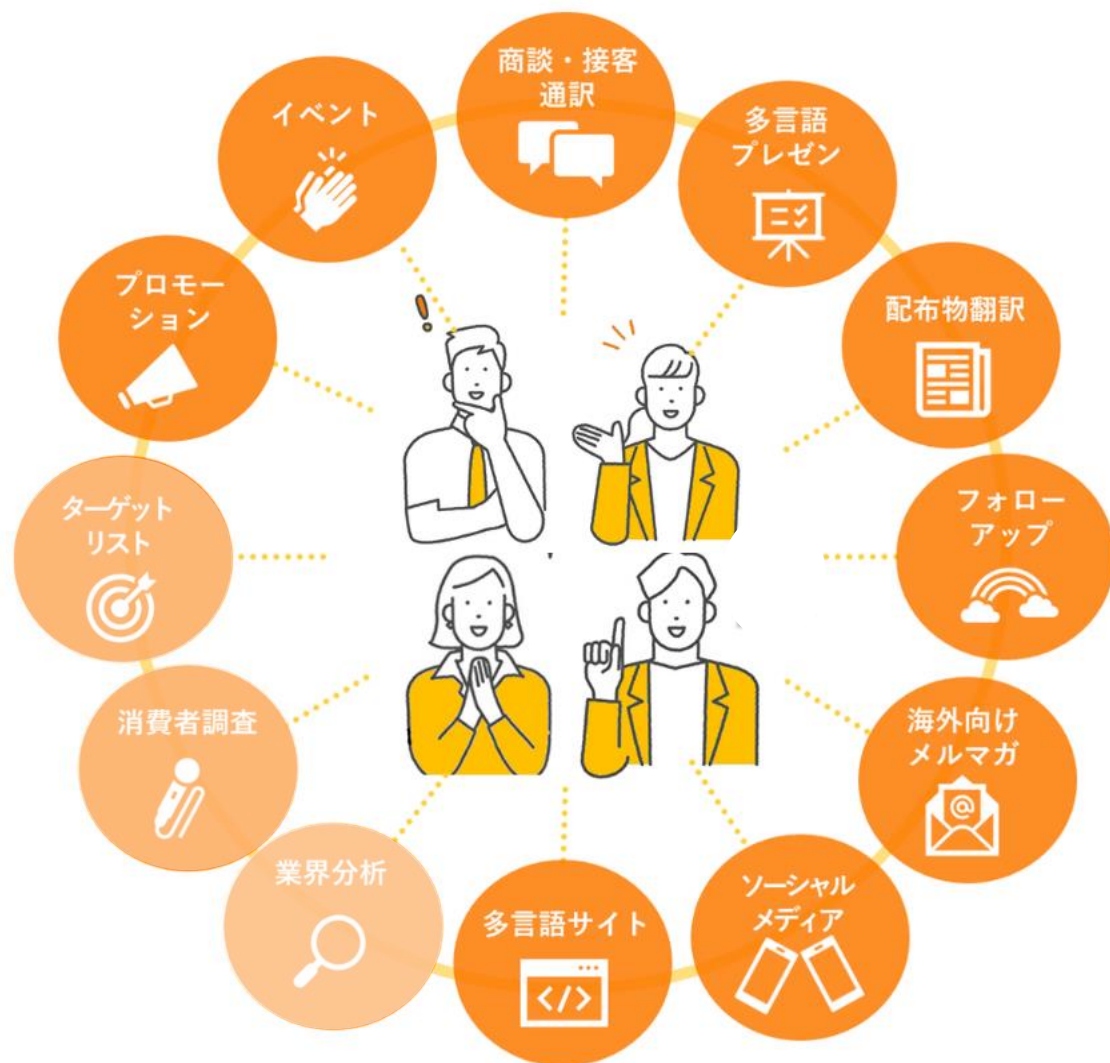 商談・接客
通訳
多言語
プレゼン
配布物翻訳
フォロー
アップ
海外向け
メルマガ
@
ソーシャル
メディア
多言語サイト
</>
業界分析
消費者調査
ターゲット
リスト
プロモー
ション
イベント